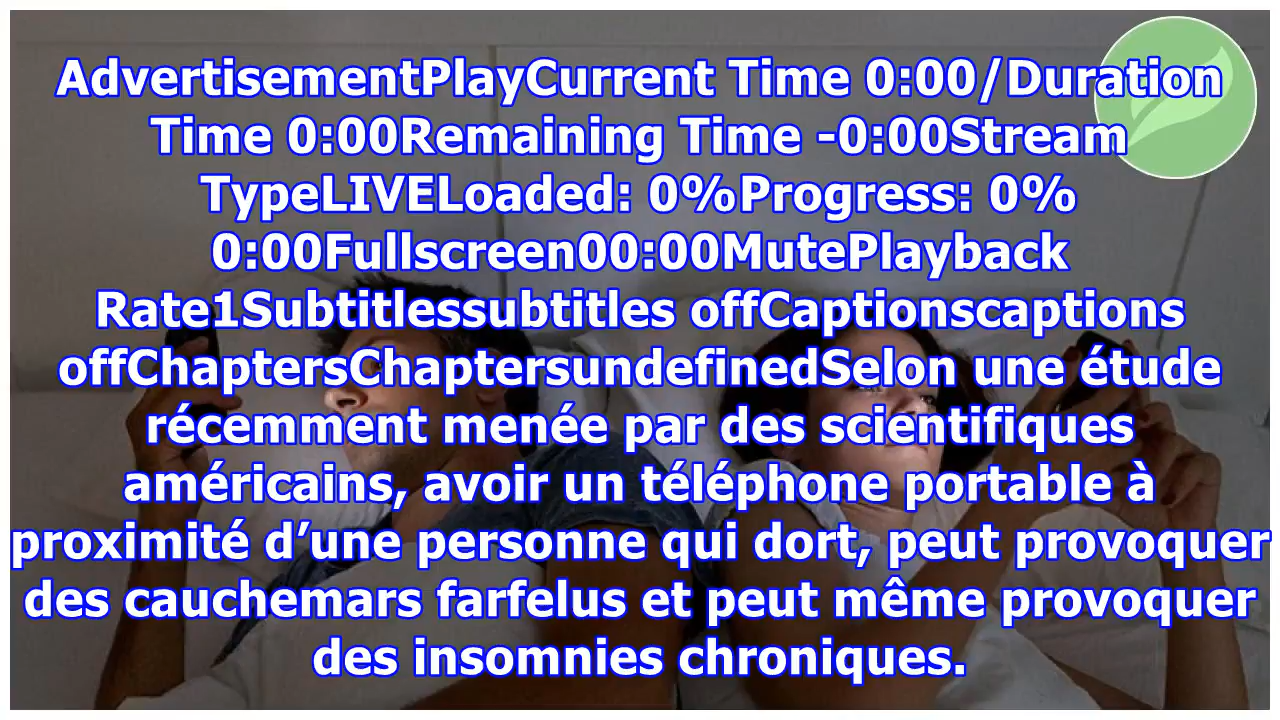 AdvertisementPlayCurrent Time 0:00/Duration
Time 0:00Remaining Time -0:00Stream
TypeLIVELoaded: 0%Progress: 0%
0:00Fullscreen00:00MutePlayback
Rate1Subtitlessubtitles offCaptionscaptions
offChaptersChaptersundefinedSelon une étude
récemment menée par des scientifiques
américains, avoir un téléphone portable à
proximité d’une personne qui dort, peut provoquer
des cauchemars farfelus et peut même provoquer
des insomnies chroniques.